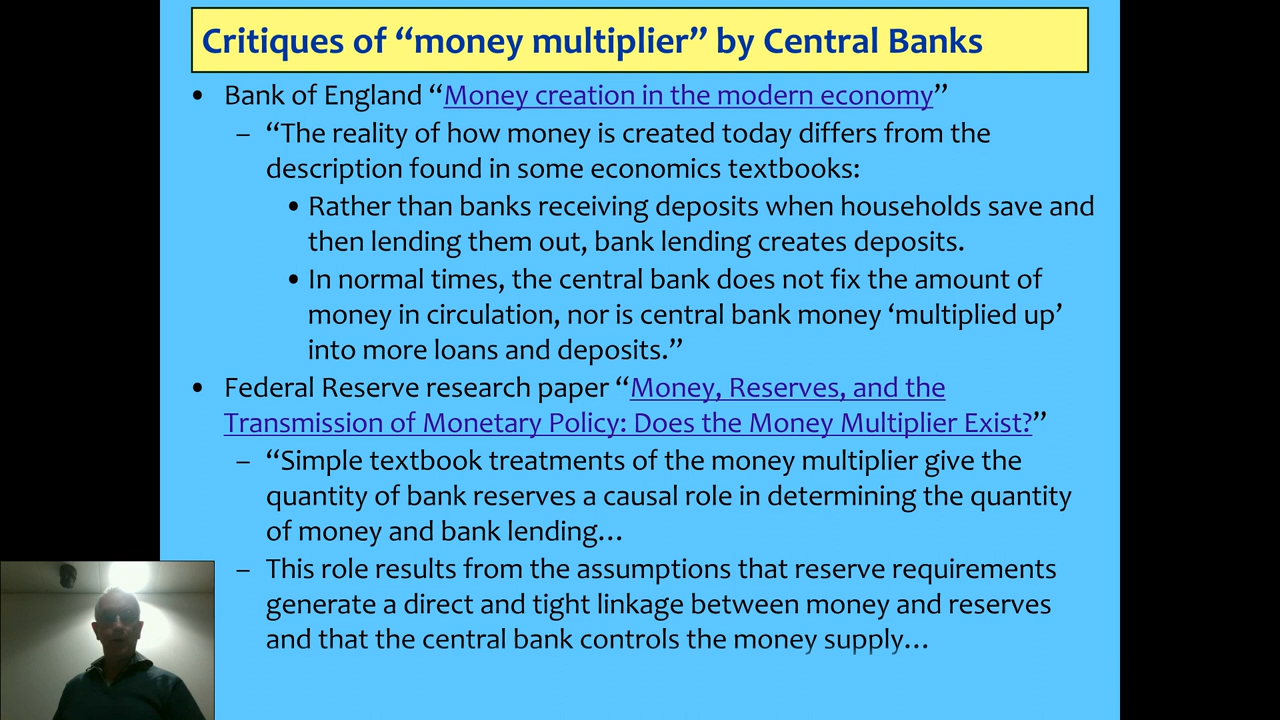 Critiques of “money multiplier” by Central Banks
• Bank of England “Money creation in the modern economy”
– “The reality of how money is created today differs from the
description found in some economics textbooks:
• Rather than banks receiving deposits when households save and
then lending them out, bank lending creates deposits.
• In normal times, the central bank does not fix the amount of
money in circulation, nor is central bank money ‘multiplied up’
into more loans and deposits.”
• Federal Reserve research paper “Money, Reserves, and the
Transmission of Monetary Policy: Does the Money Multiplier Exist?”
– “Simple textbook treatments of the money multiplier give the
quantity of bank reserves a causal role in determining the quantity
of money and bank lending…
– This role results from the assumptions that reserve requirements
generate a direct and tight linkage between money and reserves
and that the central bank controls the money supply…